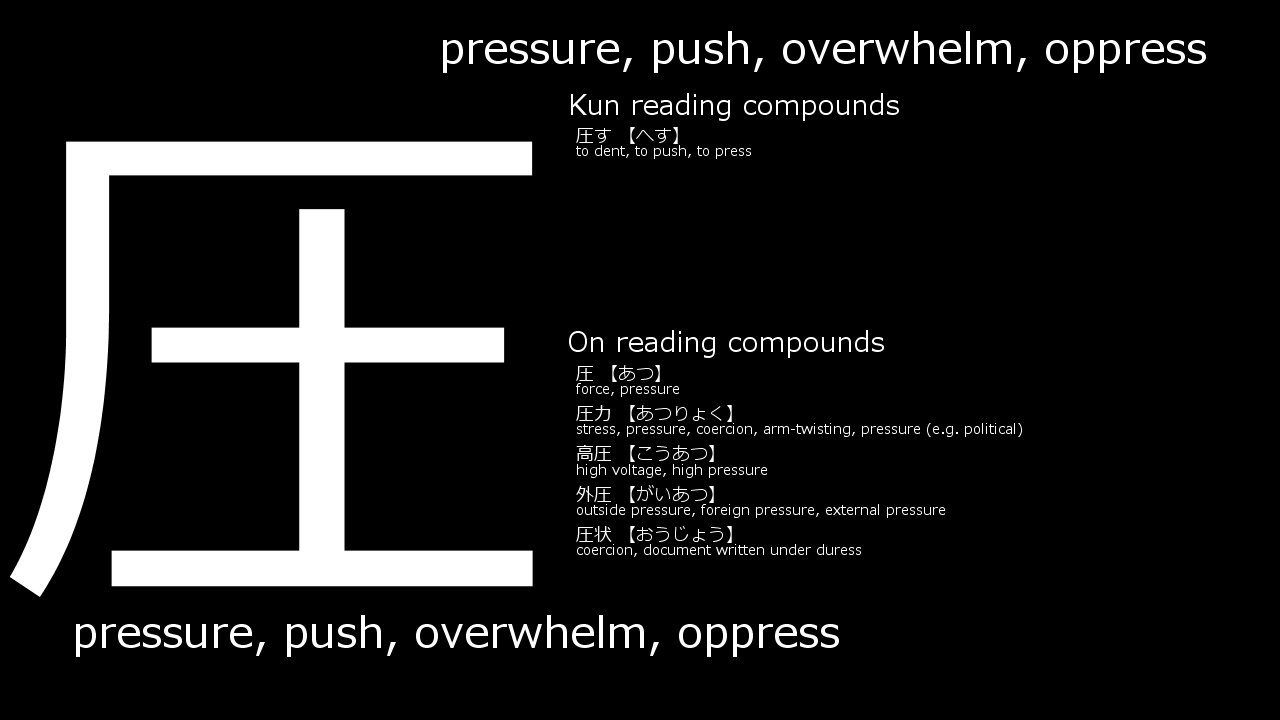 pressure, push, overwhelm, oppress
Kun reading compounds
圧す 【へす】
to dent, to push, to press
圧
On reading compounds
圧 【あつ】
force, pressure
圧力 【あつりょく】
stress, pressure, coercion, arm-twisting, pressure (e.g. political)
高圧 【こうあつ】
high voltage, high pressure
外圧 【がいあつ】
outside pressure, foreign pressure, external pressure
圧状 【おうじょう】
coercion, document written under duress
pressure, push, overwhelm, oppress